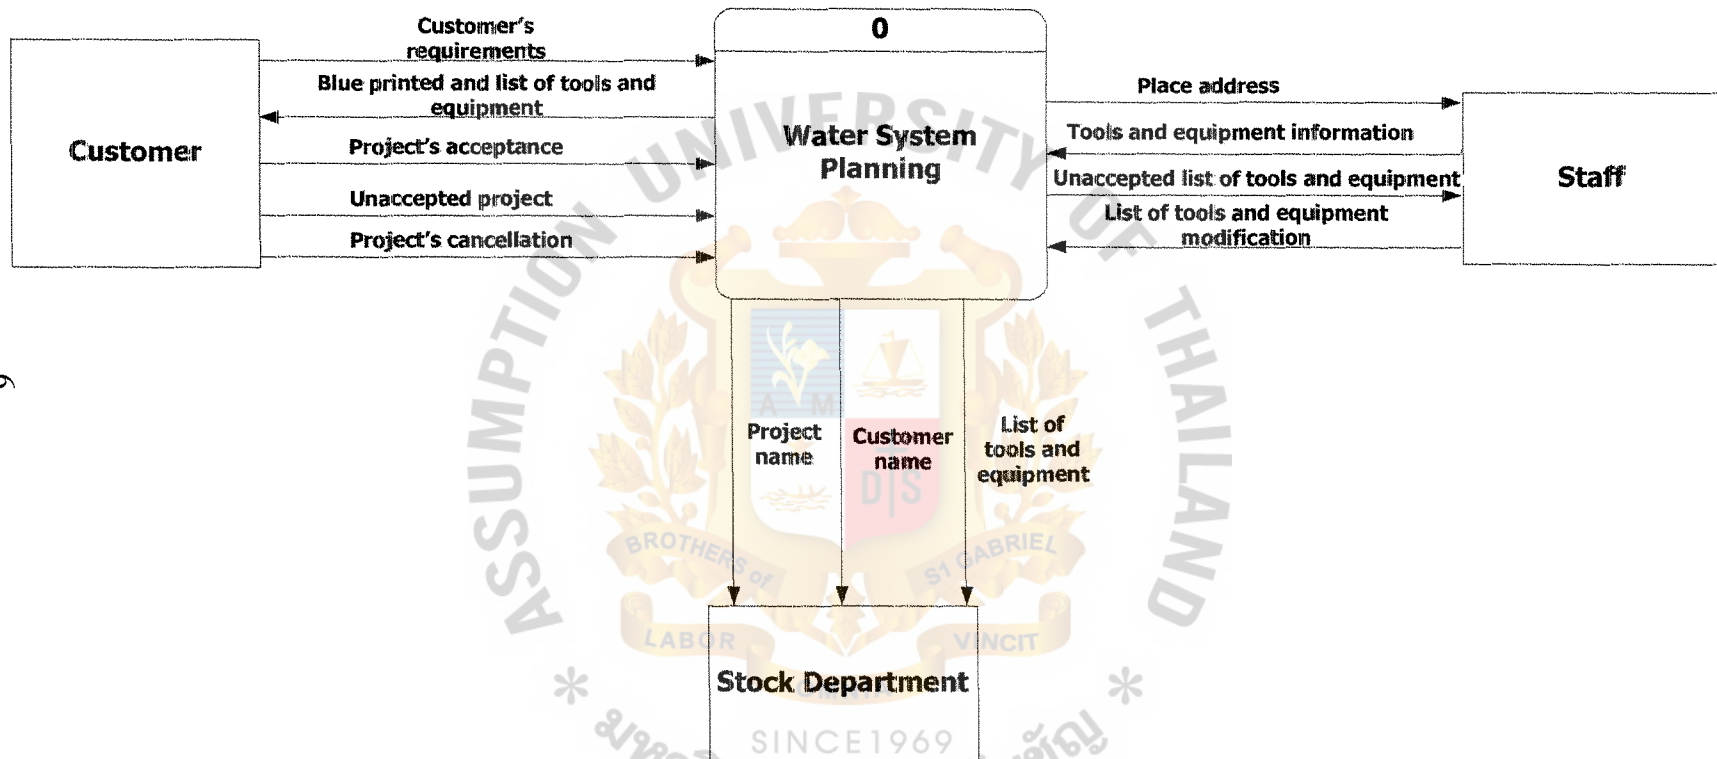 0
Customer's
requirements
Blue printed and list of tools and
equipment
Customer
Project's acceptance
Unaccepted project
Project's cancellation
Water System
Planning
Place address
Tools and equipment information
Unaccepted list of tools and equipment
List of tools and equipment
modification
Staff
Project
name
Customer
name
List of
tools and
equipment
Stock Department
ASSUMPTION UNIVERSITY OF THAILAND
A M
D S
BROTHERS of
S1 GABRIEL
LABOR
VINCIT
SINCE1969